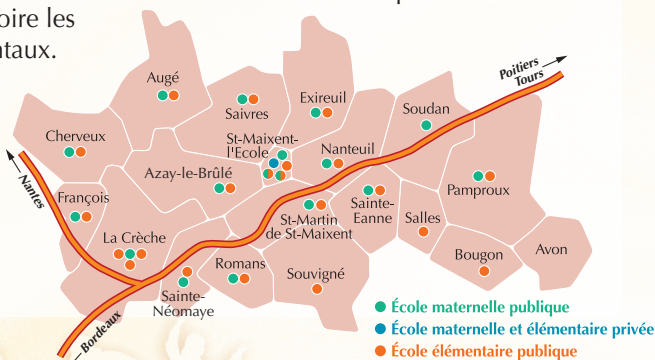 oire les
ntaux.
Poitiers
Tours
Augé
Saivres
Exireuil
Soudan
Cherveux
St-Maixent-
l'Ecole
Nanteuil
Azay-le-Brûlé
Pamproux
Nantes
François
Sainte-
Eanne
Salles
St-Martin
de St-Maixent
La Crèche
Romans
Souvigné
Bougon
Avon
Sainte-
Néomaye
Bordeaux
École maternelle publique
École maternelle et élémentaire privée
École élémentaire publique